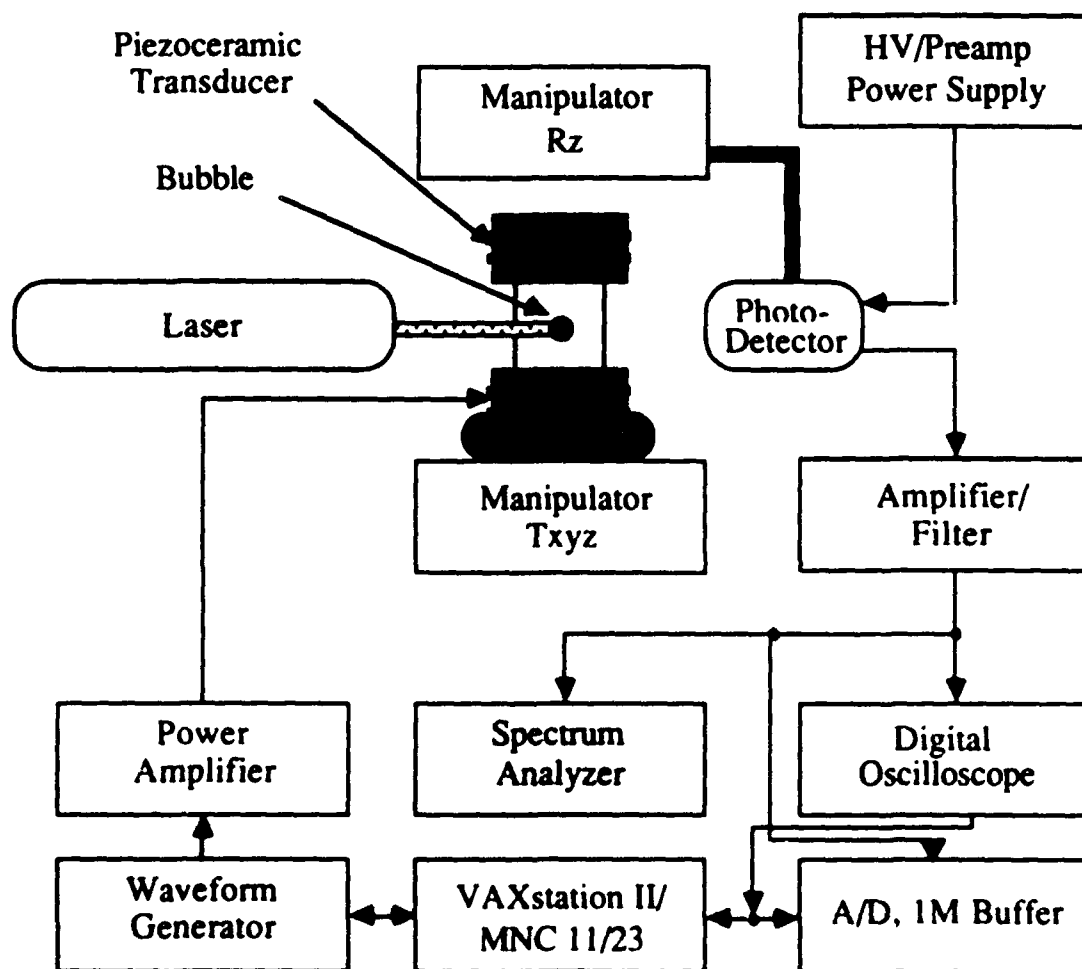 Piezoceramic
Transducer
Manipulator
Rz
HV/Preamp
Power Supply
Bubble
Laser
Photo-
Detector
Manipulator
Txyz
Amplifier/
Filter
Power
Amplifier
Spectrum
Analyzer
Digital
Oscilloscope
Waveform
Generator
VAXstation II/
MNC 11/23
A/D, 1M Buffer